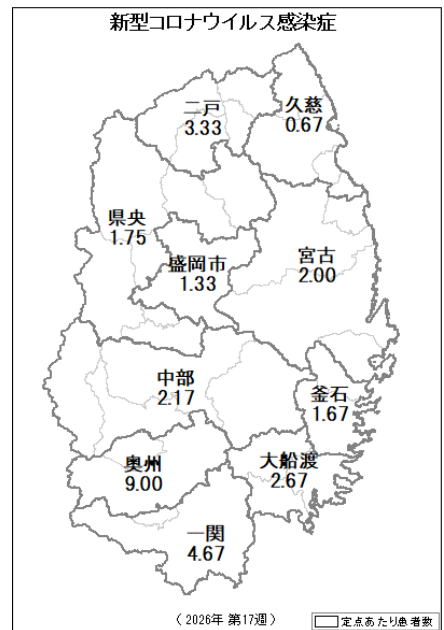 新型コロナウイルス感染症
二戸
3.33
久慈
0.67
県央
1.75
盛岡市
1.33
宮古
2.00
中部
2.17
釜石
1.67
奥州
9.00
大船渡
2.67
一関
4.67
(2026年 第17週)
定点あたり患者数